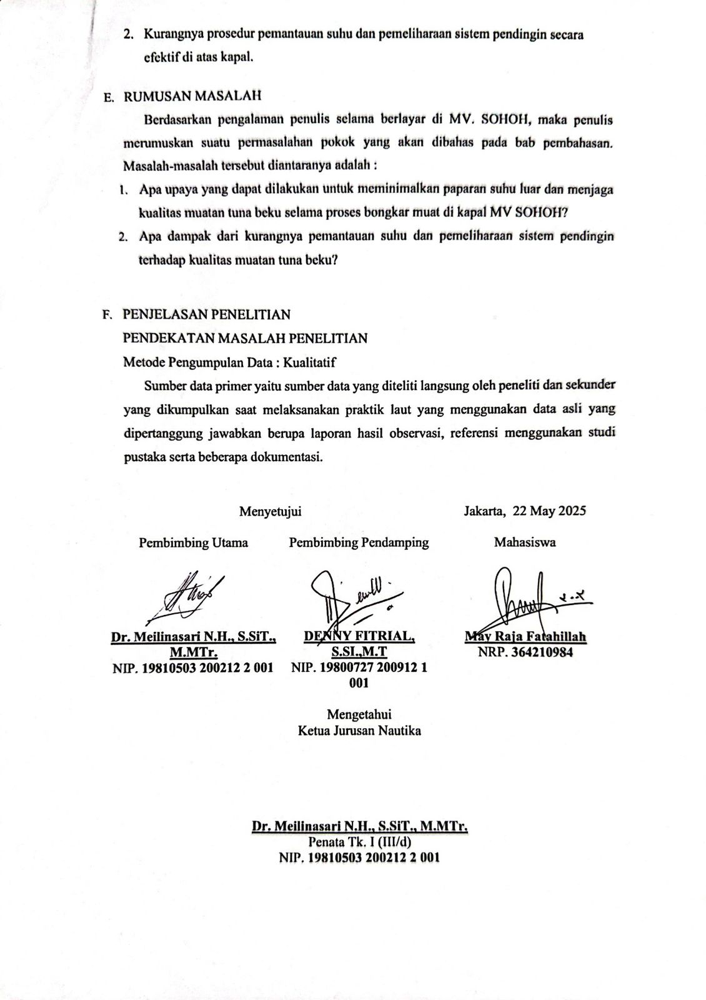 2. Kurangnya prosedur pemantauan suhu dan pemeliharaan sistem pendingin secara
efektif di atas kapal.
E. RUMUSAN MASALAH
Berdasarkan pengalaman penulis selama berlayar di MV. SOHOH, maka penulis
merumuskan suatu permasalahan pokok yang akan dibahas pada bab pembahasan.
Masalah-masalah tersebut diantaranya adalah :
1. Apa upaya yang dapat dilakukan untuk meminimalkan paparan suhu luar dan menjaga
kualitas muatan tuna beku selama proses bongkar muat di kapal MV SOHOH?
2. Apa dampak dari kurangnya pemantauan suhu dan pemeliharaan sistem pendingin
terhadap kualitas muatan tuna beku?
F. PENJELASAN PENELITIAN
PENDEKATAN MASALAH PENELITIAN
Metode Pengumpulan Data : Kualitatif
Sumber data primer yaitu sumber data yang diteliti langsung oleh peneliti dan sekunder
yang dikumpulkan saat melaksanakan praktik laut yang menggunakan data asli yang
dipertanggung jawabkan berupa laporan hasil observasi, referensi menggunakan studi
pustaka serta beberapa dokumentasi.
Menyetujui
Jakarta, 22 May 2025
Pembimbing Utama
Pembimbing Pendamping
Mahasiswa
Dr. Meilinasari N.H., S.SiT.,
M.MTr.
NIP. 19810503 200212 2 001
DENNY FITRIAL,
S.SI.,M.T
NIP. 19800727 200912 1
001
May Raja Fatahillah
NRP. 364210984
Mengetahui
Ketua Jurusan Nautika
Dr. Meilinasari N.H., S.SiT., M.MTr.
Penata Tk. I (III/d)
NIP. 19810503 200212 2 001